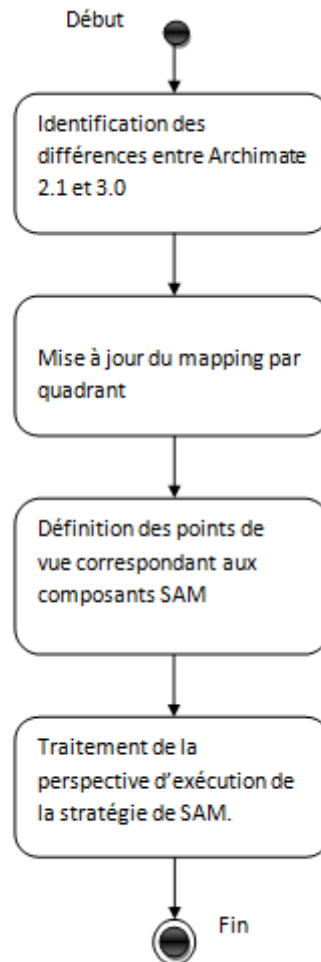 Début
Identification des
différences entre Archimate
2.1 et 3.0
Mise à jour du mapping par
quadrant
Définition des points de
vue correspondant aux
composants SAM
Traitement de la
perspective d'exécution de
la stratégie de SAM.
Fin